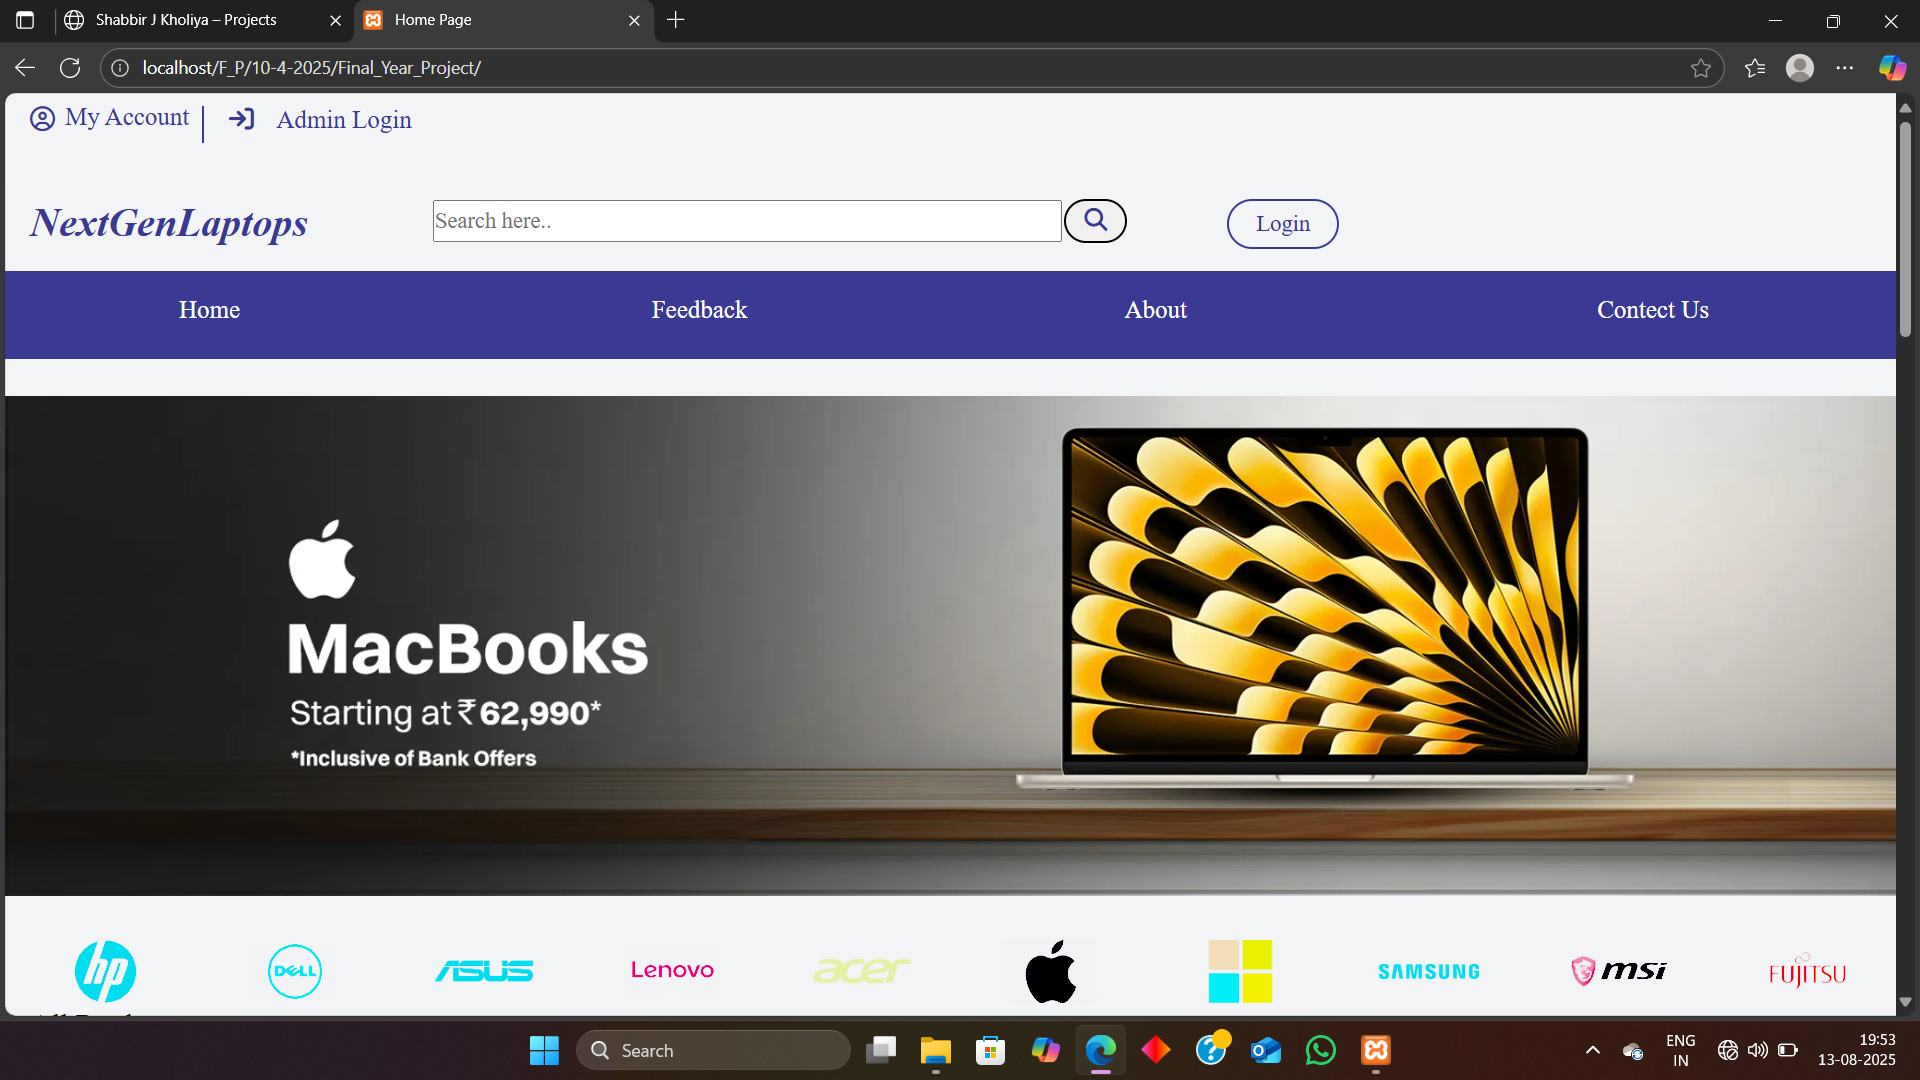 Shabbir J Kholiya – Projects
Home Page
localhost/F_P/10-4-2025/Final_Year_Project/
My Account
Admin Login
NextGenLaptops
Search here..
Login
Home
Feedback
About
Contect Us
MacBooks
Starting at ₹62,990*
*Inclusive of Bank Offers
hp
DELL
ASUS
Lenovo
acer
SAMSUNG
msi
FUJITSU
Search
ENG
IN
19:53
13-08-2025